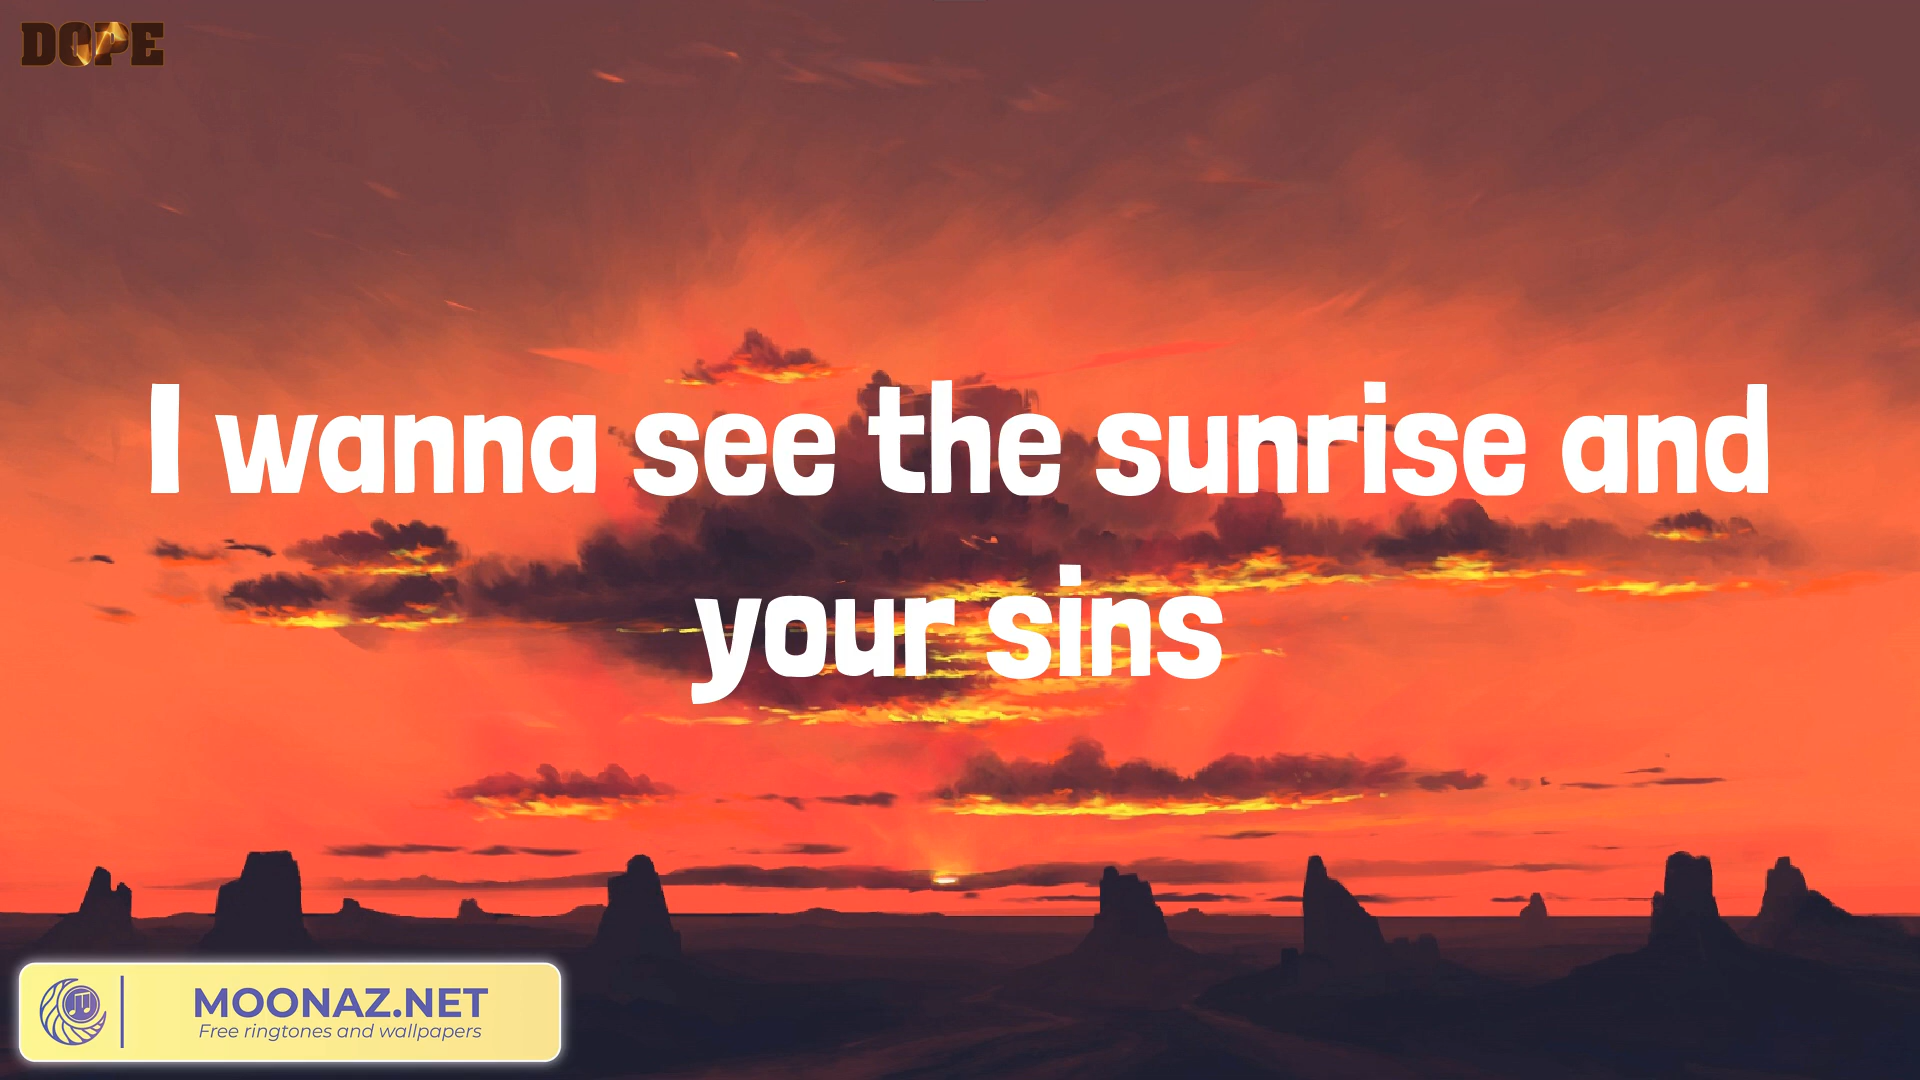 DOPE
I wanna see the sunrise and
your sins
MOONAZ.NET
Free ringtones and wallpapers